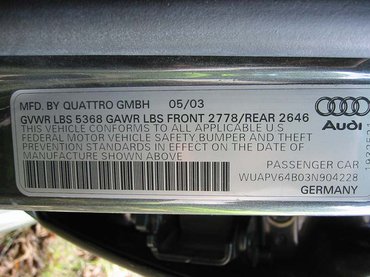 MFD. BY QUATTRO GMBH 05/03
GVWR LBS 5368 GAWR LBS FRONT 2778/REAR 2646
THIS VEHICLE CONFORMS TO ALL APPLICABLE U.S
FEDERAL MOTOR VEHICLE SAFETY BUMPER AND THEFT
PREVENTION STANDARDS IN EFFECT ON THE DATE OF
MANUFACTURE SHOWN ABOVE.
Audi
PASSENGER CAR
WUAPV64B03N904228
GERMANY